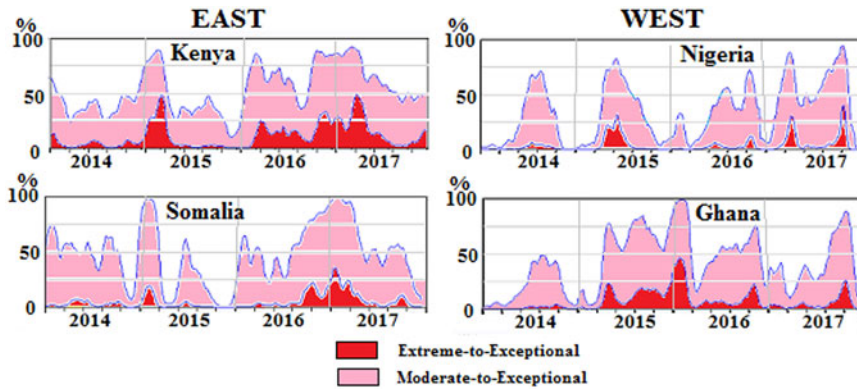 EAST
WEST
%
Kenya
100
50
0
2014 2015 2016 2017
%
Nigeria
100
50
0
2014 2015 2016 2017
%
Somalia
100
50
0
2014 2015 2016 2017
%
Ghana
100
50
0
2014 2015 2016 2017
Extreme-to-Exceptional
Moderate-to-Exceptional